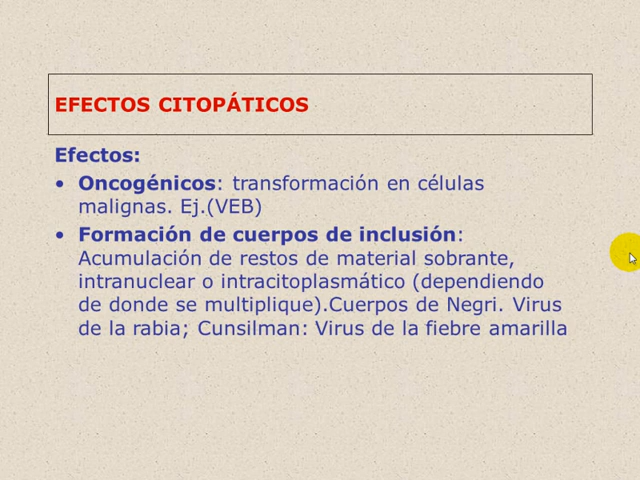 EFECTOS CITOPÁTICOS
Efectos:
• Oncogénicos: transformación en células
malignas. Ej.(VEB)
• Formación de cuerpos de inclusión:
Acumulación de restos de material sobrante,
intranuclear o intracitoplasmático (dependiendo
de donde se multiplique).Cuerpos de Negri. Virus
de la rabia; Cunsilman: Virus de la fiebre amarilla